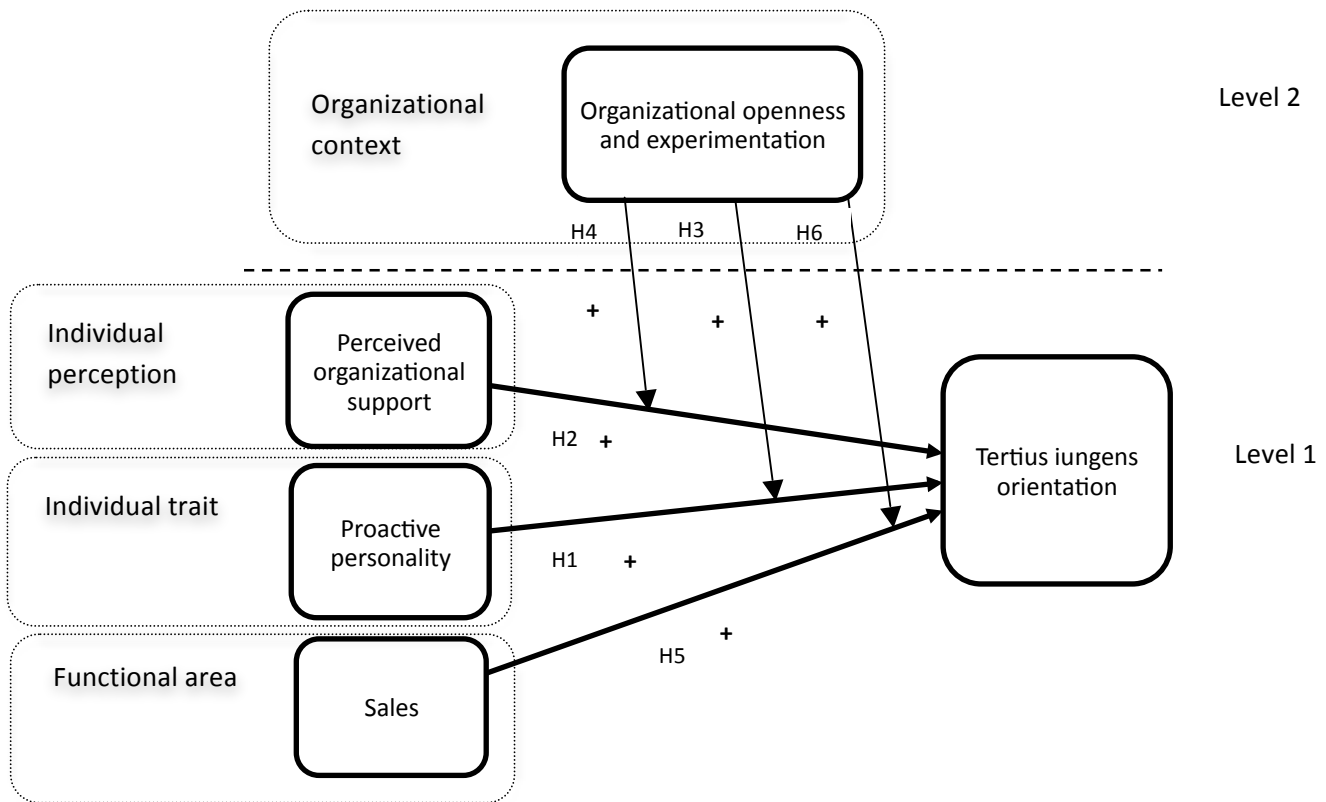 Organizational
context
Organizational openness
and experimentation
Level 2
H4
H3
H6
+
+
+
Individual
perception
Perceived
organizational
support
H2 +
Individual trait
Proactive
personality
H1 +
Tertius iungens
orientation
Level 1
Functional area
Sales
H5
+